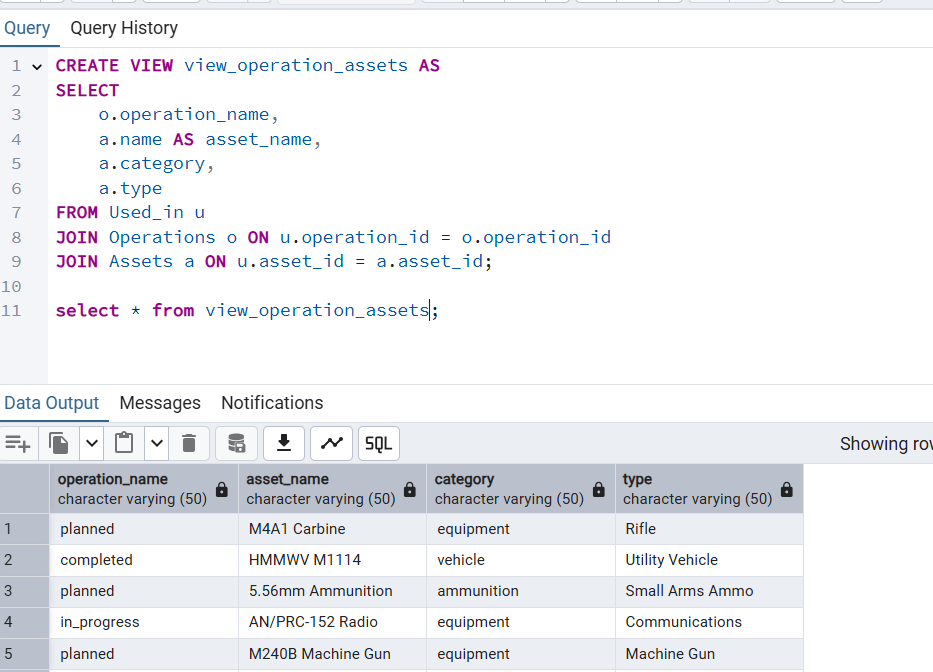 Query Query History
1 CREATE VIEW view_operation_assets AS
2 SELECT
3 o.operation_name,
4 a.name AS asset_name,
5 a.category,
6 a.type
7 FROM Used_in u
8 JOIN Operations o ON u.operation_id = o.operation_id
9 JOIN Assets a ON u.asset_id = a.asset_id;
10
11 select * from view_operation_assets;
Data Output Messages Notifications
SQL Showing
operation_name asset_name category type
character varying (50) character varying (50) character varying (50) character varying (50)
1 planned M4A1 Carbine equipment Rifle
2 completed HMMWV M1114 vehicle Utility Vehicle
3 planned 5.56mm Ammunition ammunition Small Arms Ammo
4 in_progress AN/PRC-152 Radio equipment Communications
5 planned M240B Machine Gun equipment Machine Gun